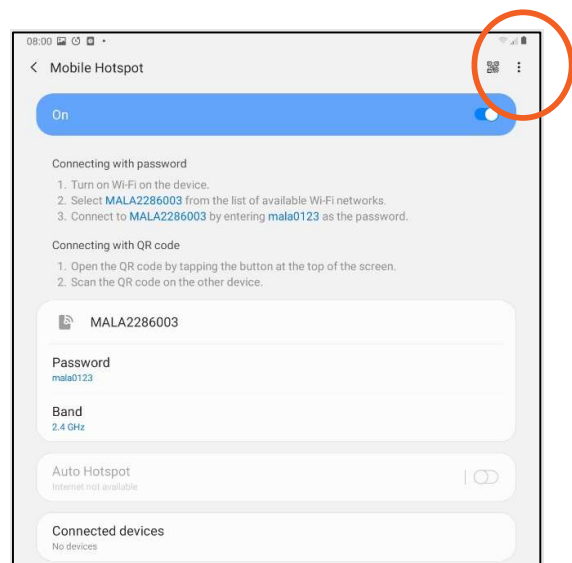 08:00
Mobile Hotspot
On
Connecting with password
1. Turn on Wi-Fi on the device.
2. Select MALA2286003 from the list of available Wi-Fi networks.
3. Connect to MALA2286003 by entering mala0123 as the password.
Connecting with QR code
1. Open the QR code by tapping the button at the top of the screen.
2. Scan the QR code on the other device.
MALA2286003
Password
mala0123
Band
2.4 GHz
Auto Hotspot
Internet not available
Connected devices
No devices